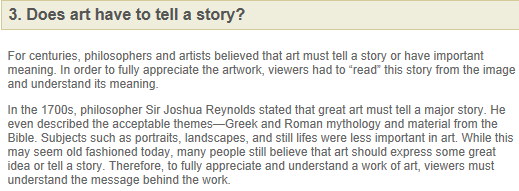 3. Does art have to tell a story?
For centuries, philosophers and artists believed that art must tell a story or have important
meaning. In order to fully appreciate the artwork, viewers had to “read” this story from the image
and understand its meaning.
In the 1700s, philosopher Sir Joshua Reynolds stated that great art must tell a major story. He
even described the acceptable themes—Greek and Roman mythology and material from the
Bible. Subjects such as portraits, landscapes, and still lifes were less important in art. While this
may seem old fashioned today, many people still believe that art should express some great
idea or tell a story. Therefore, to fully appreciate and understand a work of art, viewers must
understand the message behind the work.